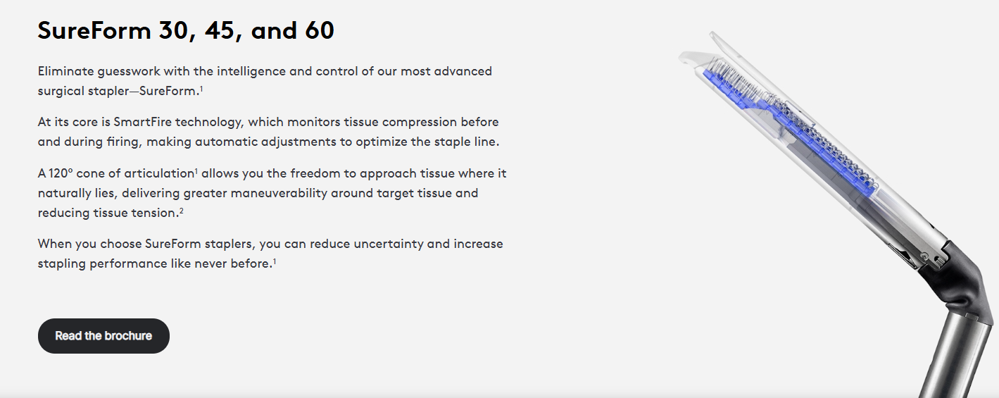 SureForm 30, 45, and 60
Eliminate guesswork with the intelligence and control of our most advanced
surgical stapler—SureForm.¹
At its core is SmartFire technology, which monitors tissue compression before
and during firing, making automatic adjustments to optimize the staple line.
A 120° cone of articulation¹ allows you the freedom to approach tissue where it
naturally lies, delivering greater maneuverability around target tissue and
reducing tissue tension.²
When you choose SureForm staplers, you can reduce uncertainty and increase
stapling performance like never before.¹
Read the brochure